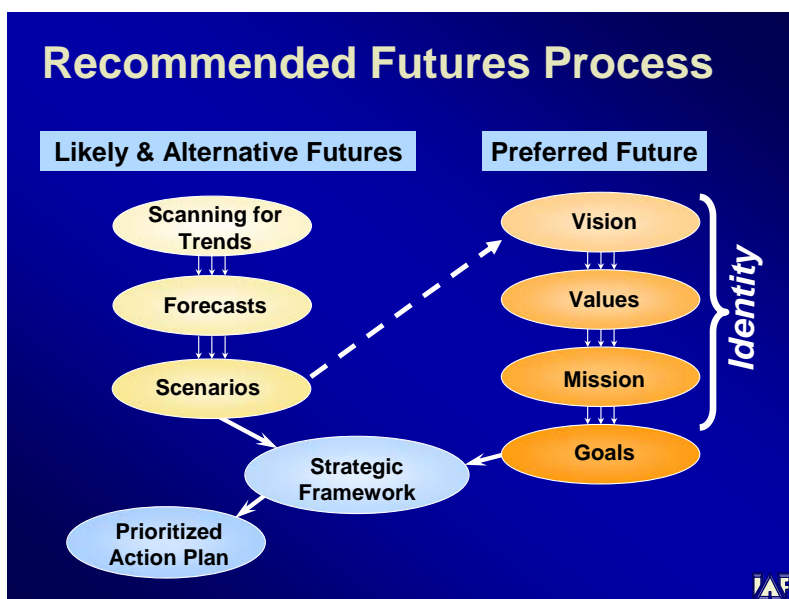 Recommended Futures Process
Likely & Alternative Futures
Preferred Future
Scanning for
Trends
Forecasts
Scenarios
Vision
Values
Mission
Goals
Identity
Strategic
Framework
Prioritized
Action Plan